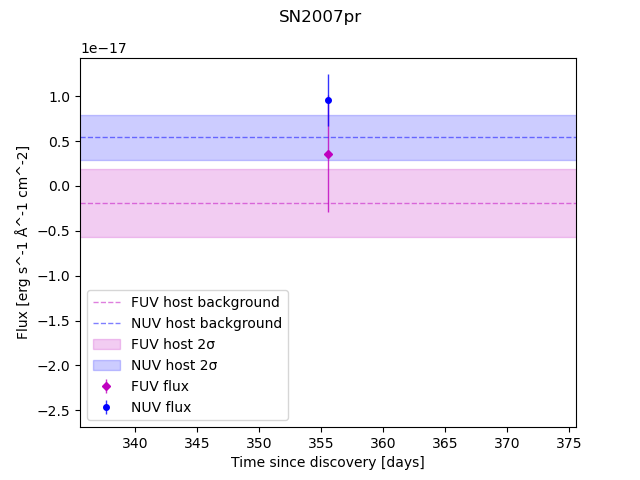 SN2007pr
1e−17
1.0
0.5
0.0
−0.5
−1.0
−1.5
−2.0
−2.5
Flux [erg s^-1 Å^-1 cm^-2]
FUV host background
NUV host background
FUV host 2σ
NUV host 2σ
FUV flux
NUV flux
340 345 350 355 360 365 370 375
Time since discovery [days]